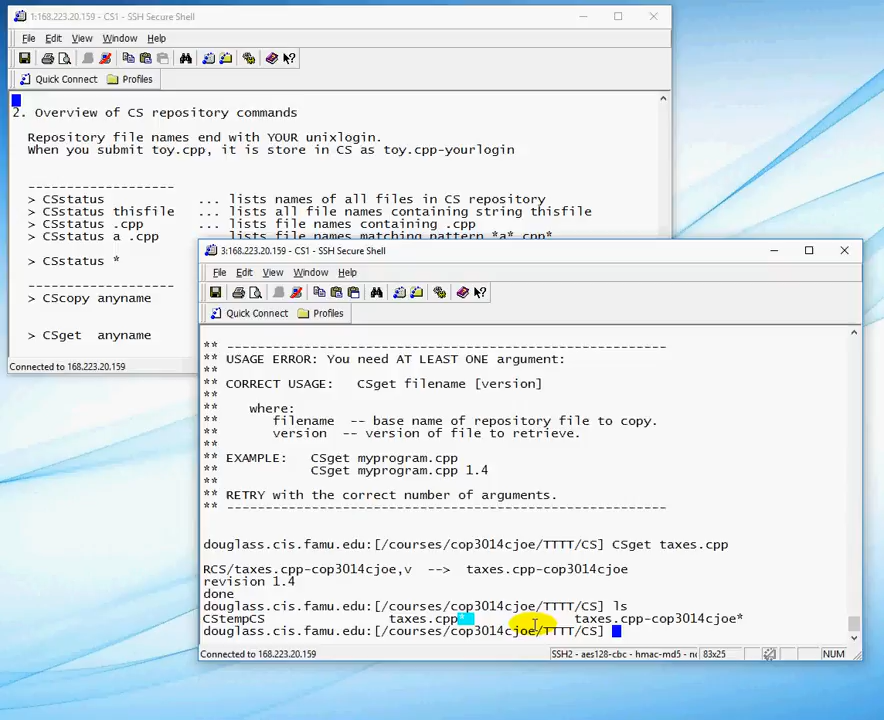 1:168.223.20.159 - CS1 - SSH Secure Shell
File Edit View Window Help
Quick Connect Profiles
2. Overview of CS repository commands
Repository file names end with YOUR unixlogin.
When you submit toy.cpp, it is store in CS as toy.cpp-yourlogin
-------------------
> CSstatus ... lists names of all files in CS repository
> CSstatus thisfile ... lists all file names containing string thisfile
> CSstatus .cpp ... lists file names containing .cpp
> CSstatus a .cpp lists file names matching pattern *a*.cpp*
> CSstatus *
-------------------
> CScopy anyname
> CSget anyname
Connected to 168.223.20.159
3:168.223.20.159 - CS1 - SSH Secure Shell
File Edit View Window Help
Quick Connect Profiles
** --------------------------------------------------------
** USAGE ERROR: You need AT LEAST ONE argument:
**
** CORRECT USAGE: CSget filename [version]
**
** where:
** filename -- base name of repository file to copy.
** version -- version of file to retrieve.
**
** EXAMPLE: CSget myprogram.cpp
** CSget myprogram.cpp 1.4
**
** RETRY with the correct number of arguments.
** --------------------------------------------------------
douglass.cis.famu.edu:[/courses/cop3014cjoe/TTTT/CS] CSget taxes.cpp
RCS/taxes.cpp-cop3014cjoe,v --> taxes.cpp-cop3014cjoe
revision 1.4
done
douglass.cis.famu.edu:[/courses/cop3014cjoe/TTTT/CS] ls
CStempCS taxes.cpp* taxes.cpp-cop3014cjoe*
douglass.cis.famu.edu:[/courses/cop3014cjoe/TTTT/CS]
Connected to 168.223.20.159 SSH2 - aes128-cbc - hmac-md5 - nc 83x25 NUM